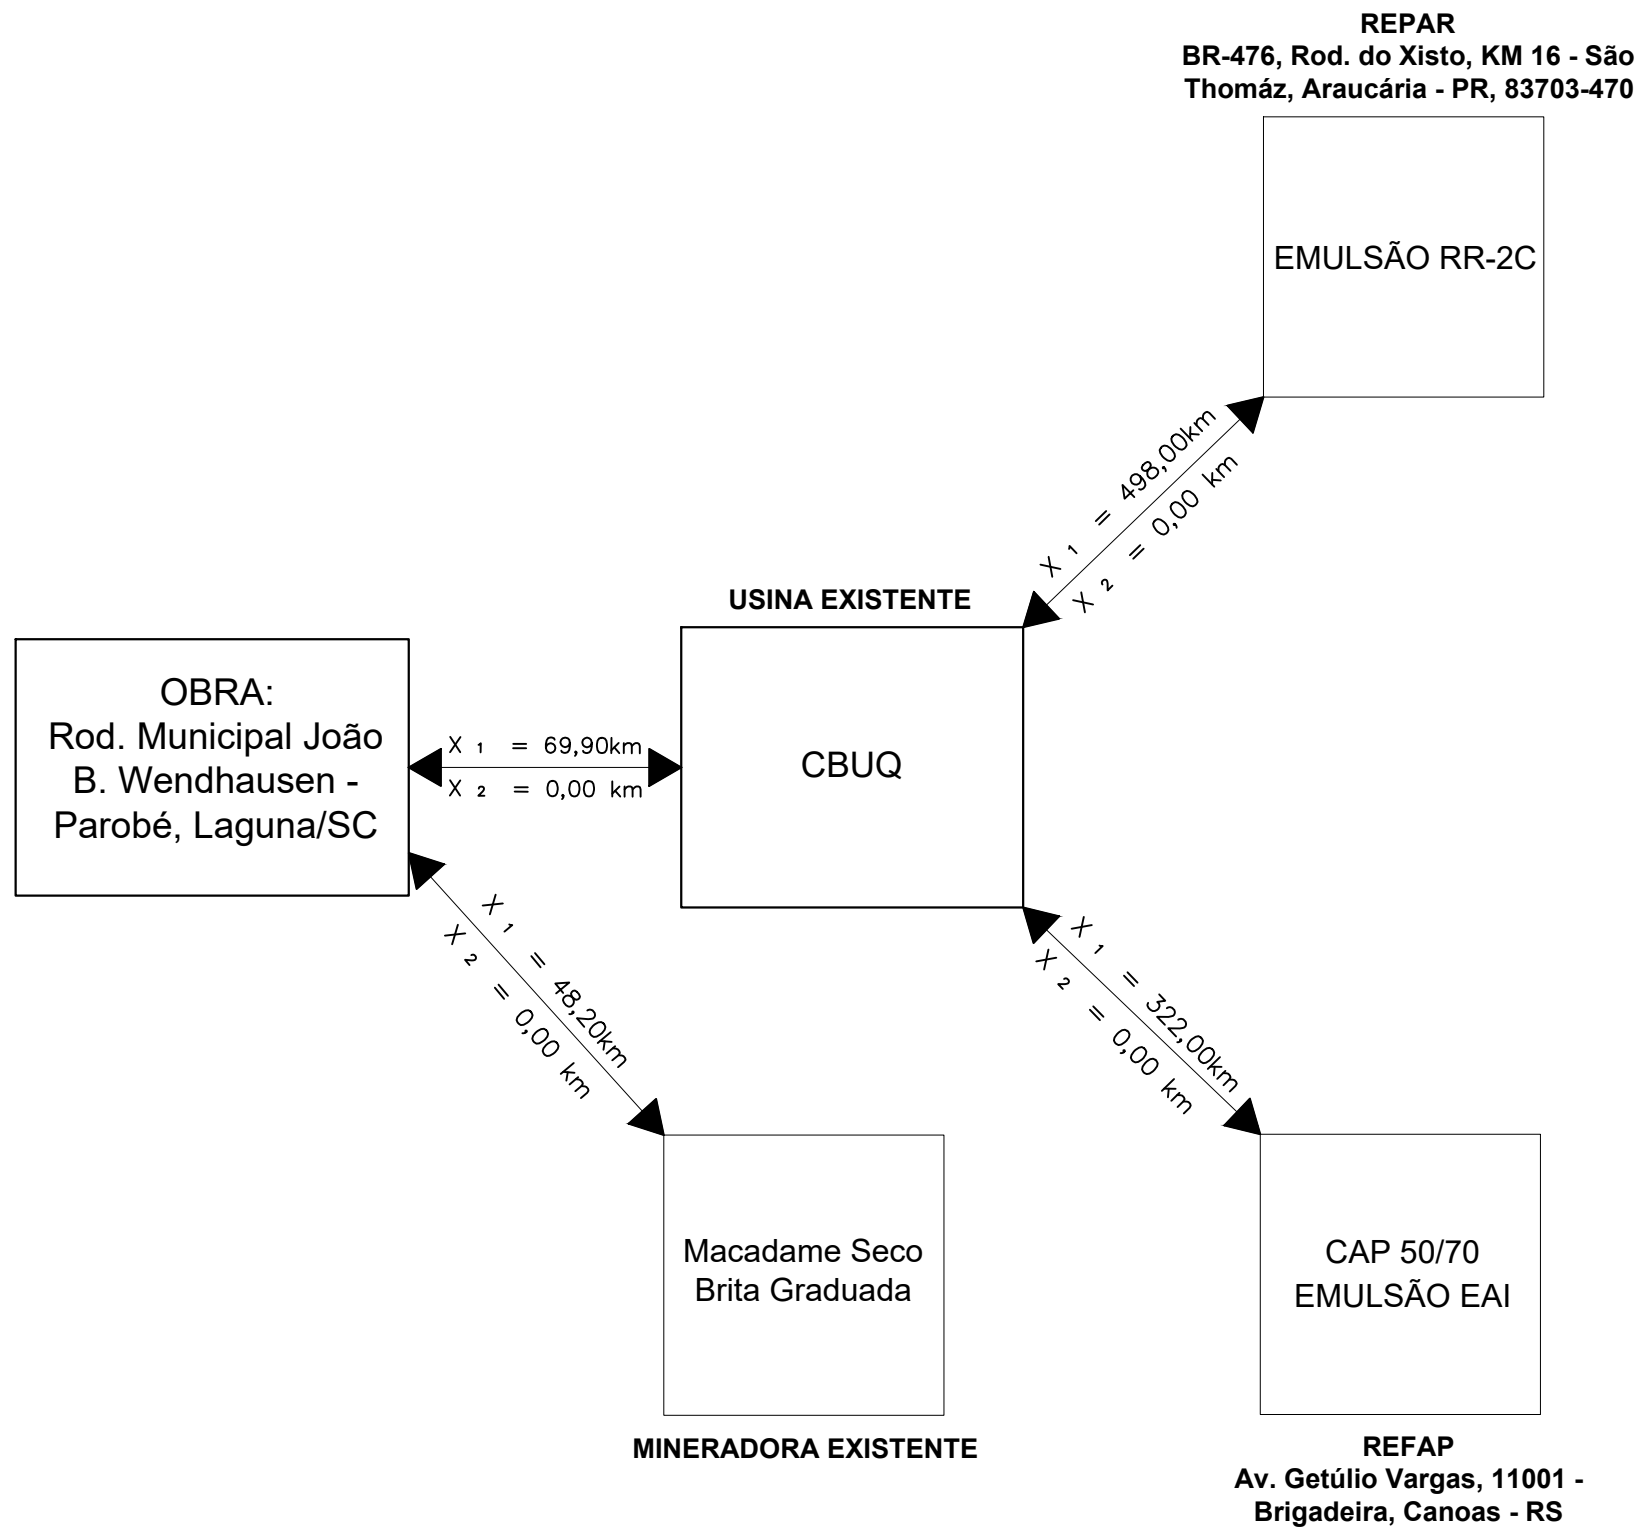 REPAR
BR-476, Rod. do Xisto, KM 16 - São
Thomáz, Araucária - PR, 83703-470
EMULSÃO RR-2C
X 1 = 498,00km
X 2 = 0,00 km
USINA EXISTENTE
CBUQ
OBRA:
Rod. Municipal João
B. Wendhausen -
Parobé, Laguna/SC
X 1 = 69,90km
X 2 = 0,00 km
X 1 = 48,20km
X 2 = 0,00 km
X 1 = 322,00km
X 2 = 0,00 km
Macadame Seco
Brita Graduada
MINERADORA EXISTENTE
CAP 50/70
EMULSÃO EAI
REFAP
Av. Getúlio Vargas, 11001 -
Brigadeira, Canoas - RS